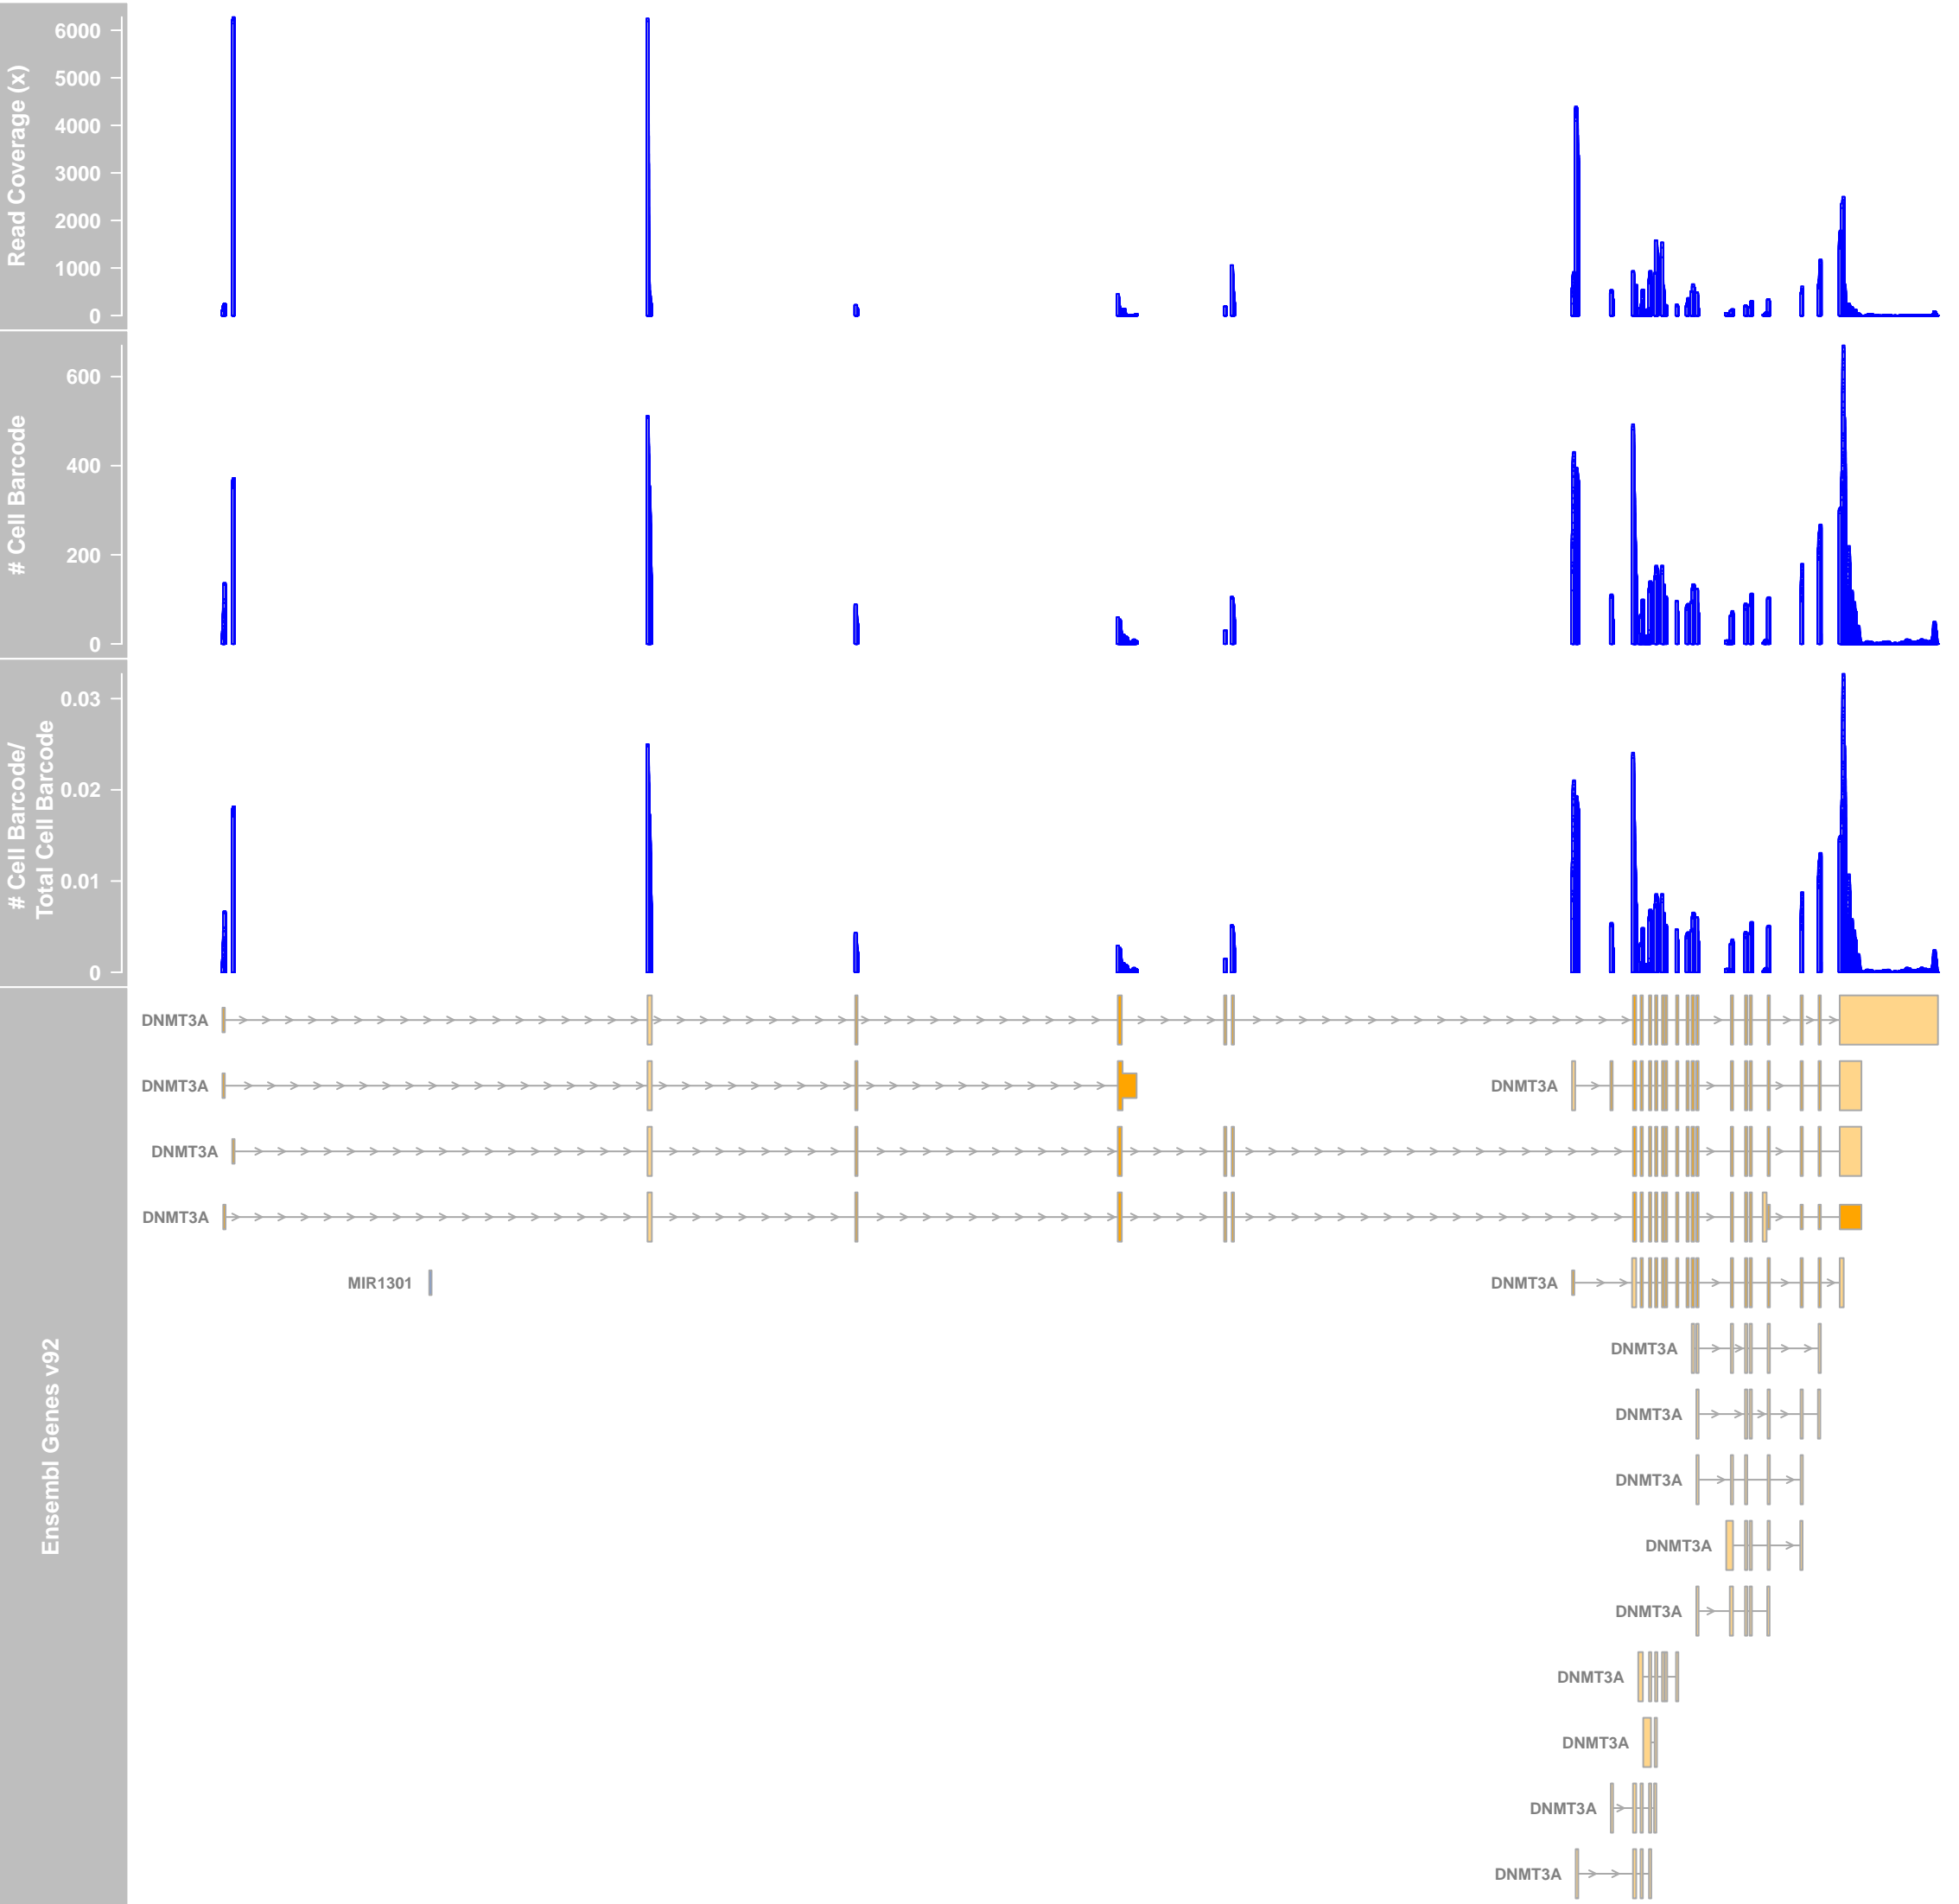 Read Coverage (x)
6000
5000
4000
3000
2000
1000
0
# Cell Barcode
600
400
200
0
# Cell Barcode/
Total Cell Barcode
0.03
0.02
0.01
0
Ensembl Genes v92
DNMT3A
DNMT3A
DNMT3A
DNMT3A
DNMT3A
MIR1301
DNMT3A
DNMT3A
DNMT3A
DNMT3A
DNMT3A
DNMT3A
DNMT3A
DNMT3A
DNMT3A
DNMT3A